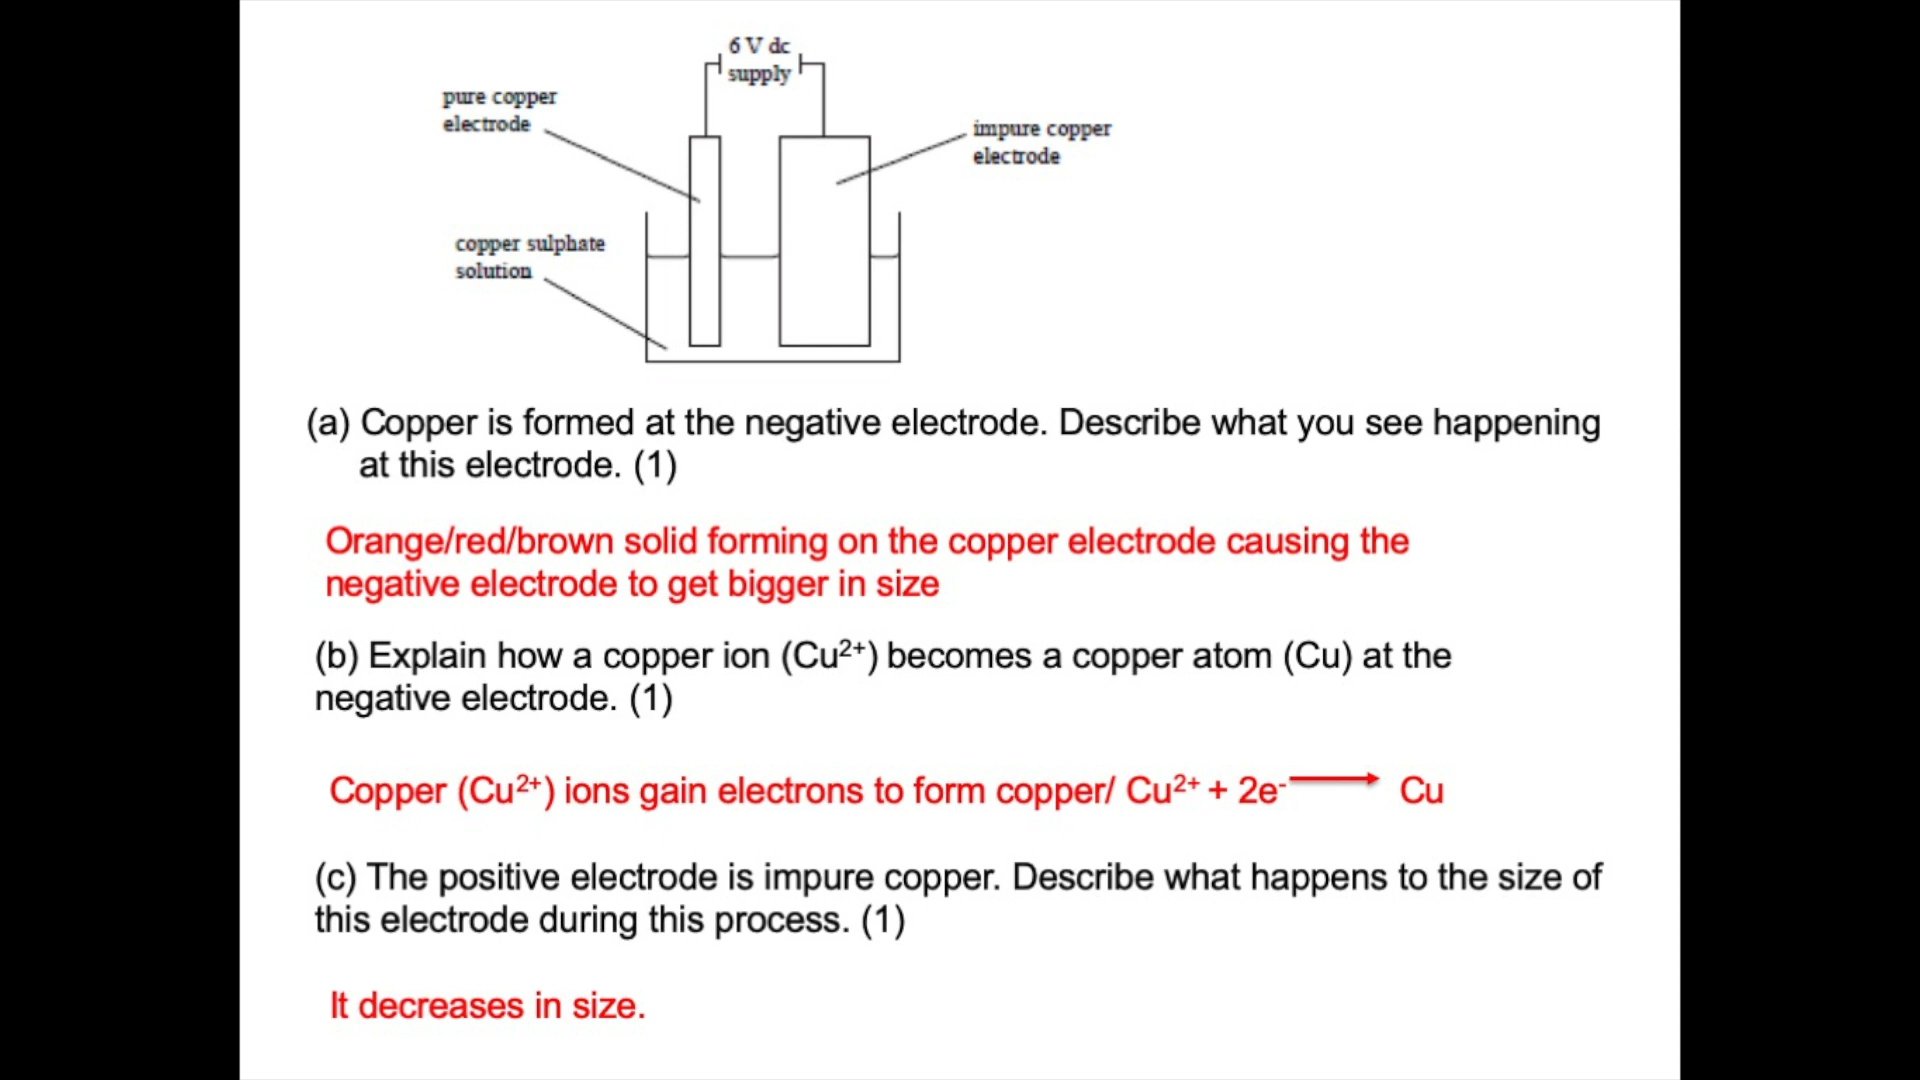 6 V dc
supply
pure copper
electrode
impure copper
electrode
copper sulphate
solution
(a) Copper is formed at the negative electrode. Describe what you see happening
at this electrode. (1)
Orange/red/brown solid forming on the copper electrode causing the
negative electrode to get bigger in size
(b) Explain how a copper ion (Cu²⁺) becomes a copper atom (Cu) at the
negative electrode. (1)
Copper (Cu²⁺) ions gain electrons to form copper/ Cu²⁺ + 2e⁻ ⟶ Cu
(c) The positive electrode is impure copper. Describe what happens to the size of
this electrode during this process. (1)
It decreases in size.